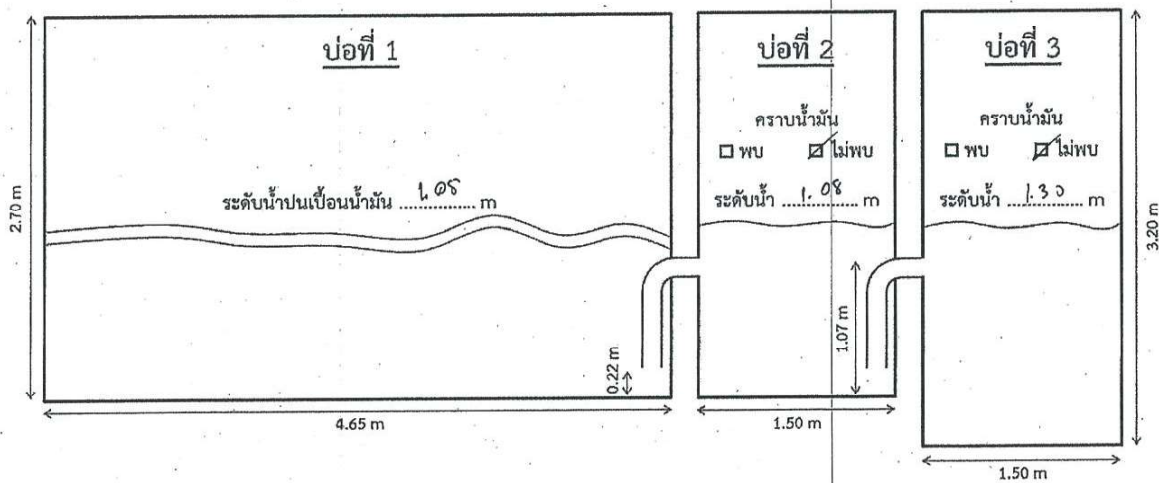 บ่อที่ 1
ระดับน้ำปนเปื้อนน้ำมัน 1.05 m
2.70 m
4.65 m
0.22 m
บ่อที่ 2
คราบน้ำมัน
☐ พบ ☑ ไม่พบ
ระดับน้ำ 1.08 m
1.07 m
1.50 m
บ่อที่ 3
คราบน้ำมัน
☐ พบ ☑ ไม่พบ
ระดับน้ำ 1.30 m
3.20 m
1.50 m